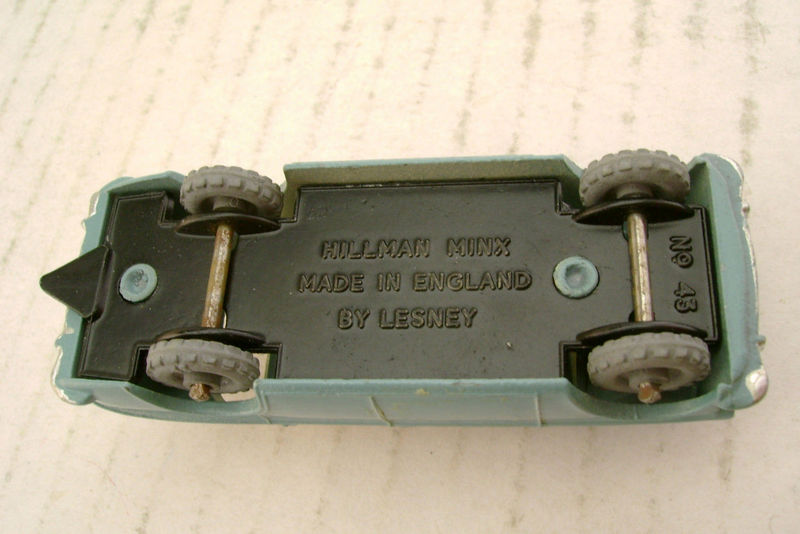 HILLMAN MINX
MADE IN ENGLAND
BY LESNEY
No 43